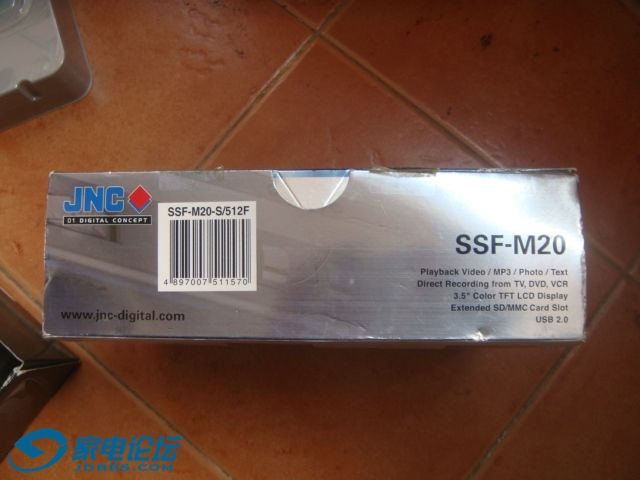 JNC
01 DIGITAL CONCEPT
SSF-M20-S/512F
4 897007 511570
www.jnc-digital.com
SSF-M20
Playback Video / MP3 / Photo / Text
Direct Recording from TV, DVD, VCR
3.5" Color TFT LCD Display
Extended SD/MMC Card Slot
USB 2.0
家电论坛
JDBBS.COM